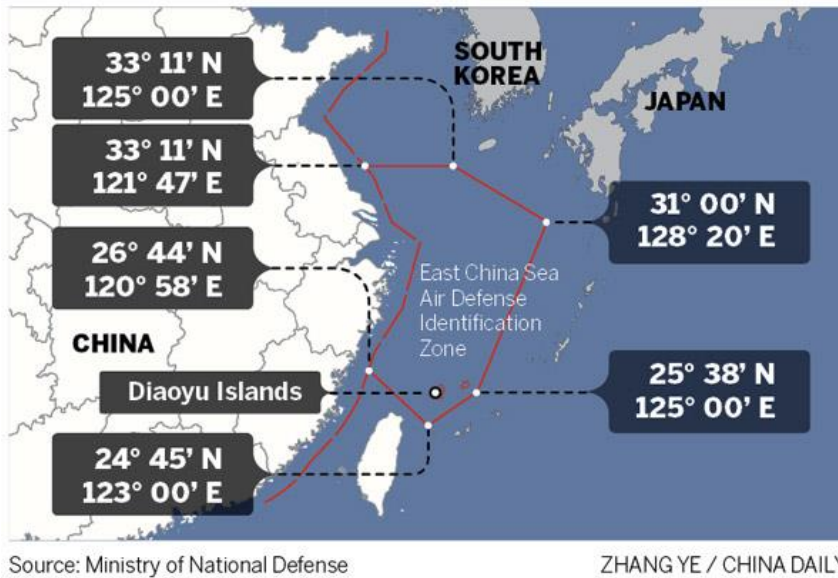 33° 11’ N
125° 00’ E
33° 11’ N
121° 47’ E
26° 44’ N
120° 58’ E
CHINA
Diaoyu Islands
24° 45’ N
123° 00’ E
SOUTH
KOREA
JAPAN
31° 00’ N
128° 20’ E
East China Sea
Air Defense
Identification
Zone
25° 38’ N
125° 00’ E
Source: Ministry of National Defense
ZHANG YE / CHINA DAILY